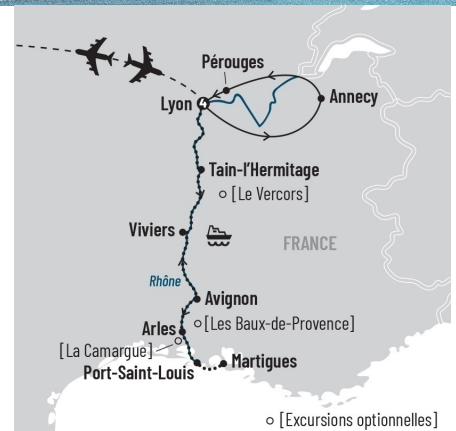 Pérouges
Lyon
Annecy
Tain-l’Hermitage
[Le Vercors]
Viviers
FRANCE
Rhône
Avignon
[Les Baux-de-Provence]
Arles
[La Camargue]
Martigues
Port-Saint-Louis
[Excursions optionnelles]